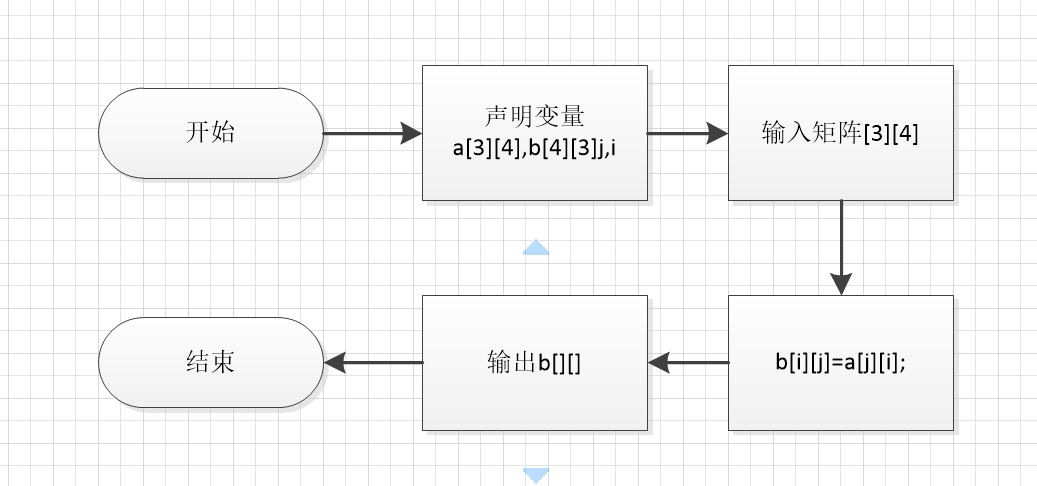 开始
声明变量
a[3][4],b[4][3]j,i
输入矩阵[3][4]
b[i][j]=a[j][i];
输出b[][]
结束